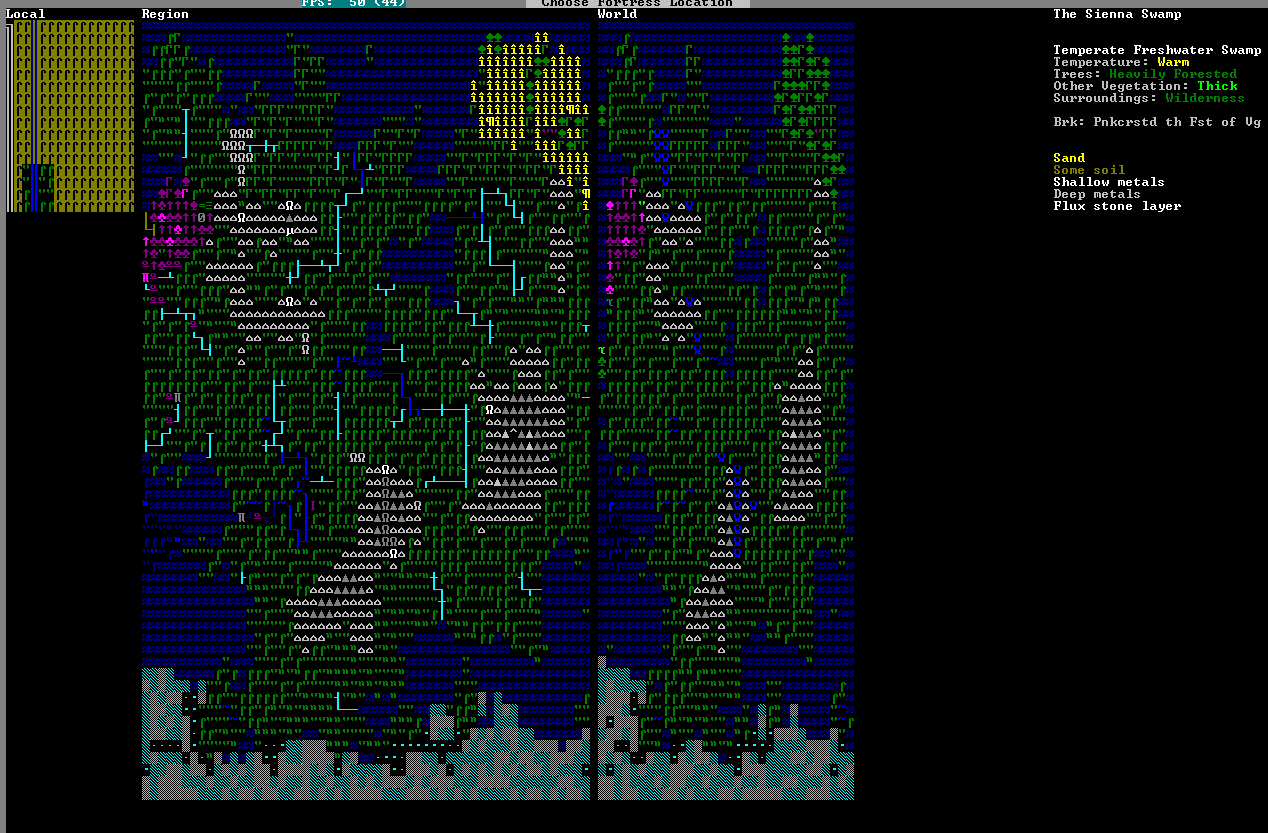 FPS: 50 (44)
Choose Fortress Location
Local
Region
World
The Sienna Swamp
Temperate Freshwater Swamp
Temperature: Warm
Trees: Heavily Forested
Other Vegetation: Thick
Surroundings: Wilderness
Brk: Pnkcrstd th Fst of Vg
Sand
Some soil
Shallow metals
Deep metals
Flux stone layer